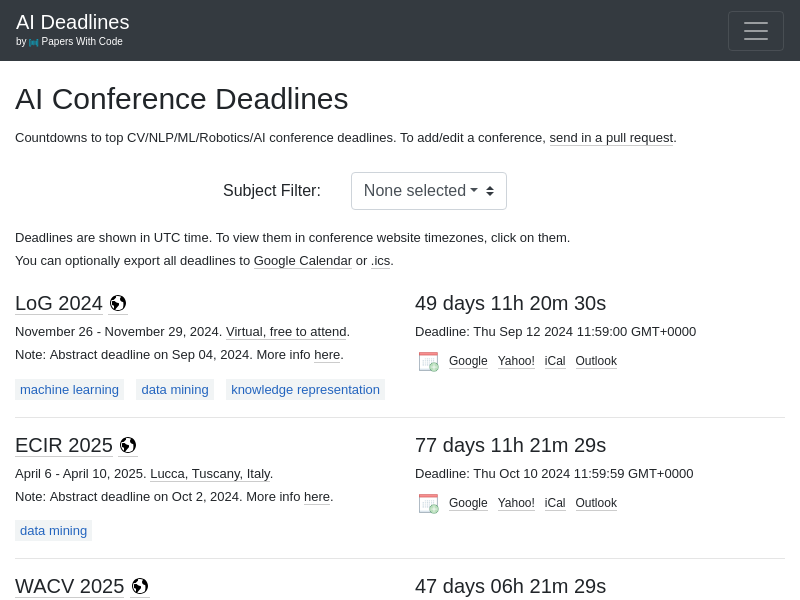 AI Deadlines
by Papers With Code
AI Conference Deadlines
Countdowns to top CV/NLP/ML/Robotics/AI conference deadlines. To add/edit a conference, send in a pull request.
Subject Filter:
None selected
Deadlines are shown in UTC time. To view them in conference website timezones, click on them.
You can optionally export all deadlines to Google Calendar or .ics.
LoG 2024
49 days 11h 20m 30s
November 26 - November 29, 2024. Virtual, free to attend.
Deadline: Thu Sep 12 2024 11:59:00 GMT+0000
Note: Abstract deadline on Sep 04, 2024. More info here.
Google Yahoo! iCal Outlook
machine learning data mining knowledge representation
ECIR 2025
77 days 11h 21m 29s
April 6 - April 10, 2025. Lucca, Tuscany, Italy.
Deadline: Thu Oct 10 2024 11:59:59 GMT+0000
Note: Abstract deadline on Oct 2, 2024. More info here.
Google Yahoo! iCal Outlook
data mining
WACV 2025
47 days 06h 21m 29s